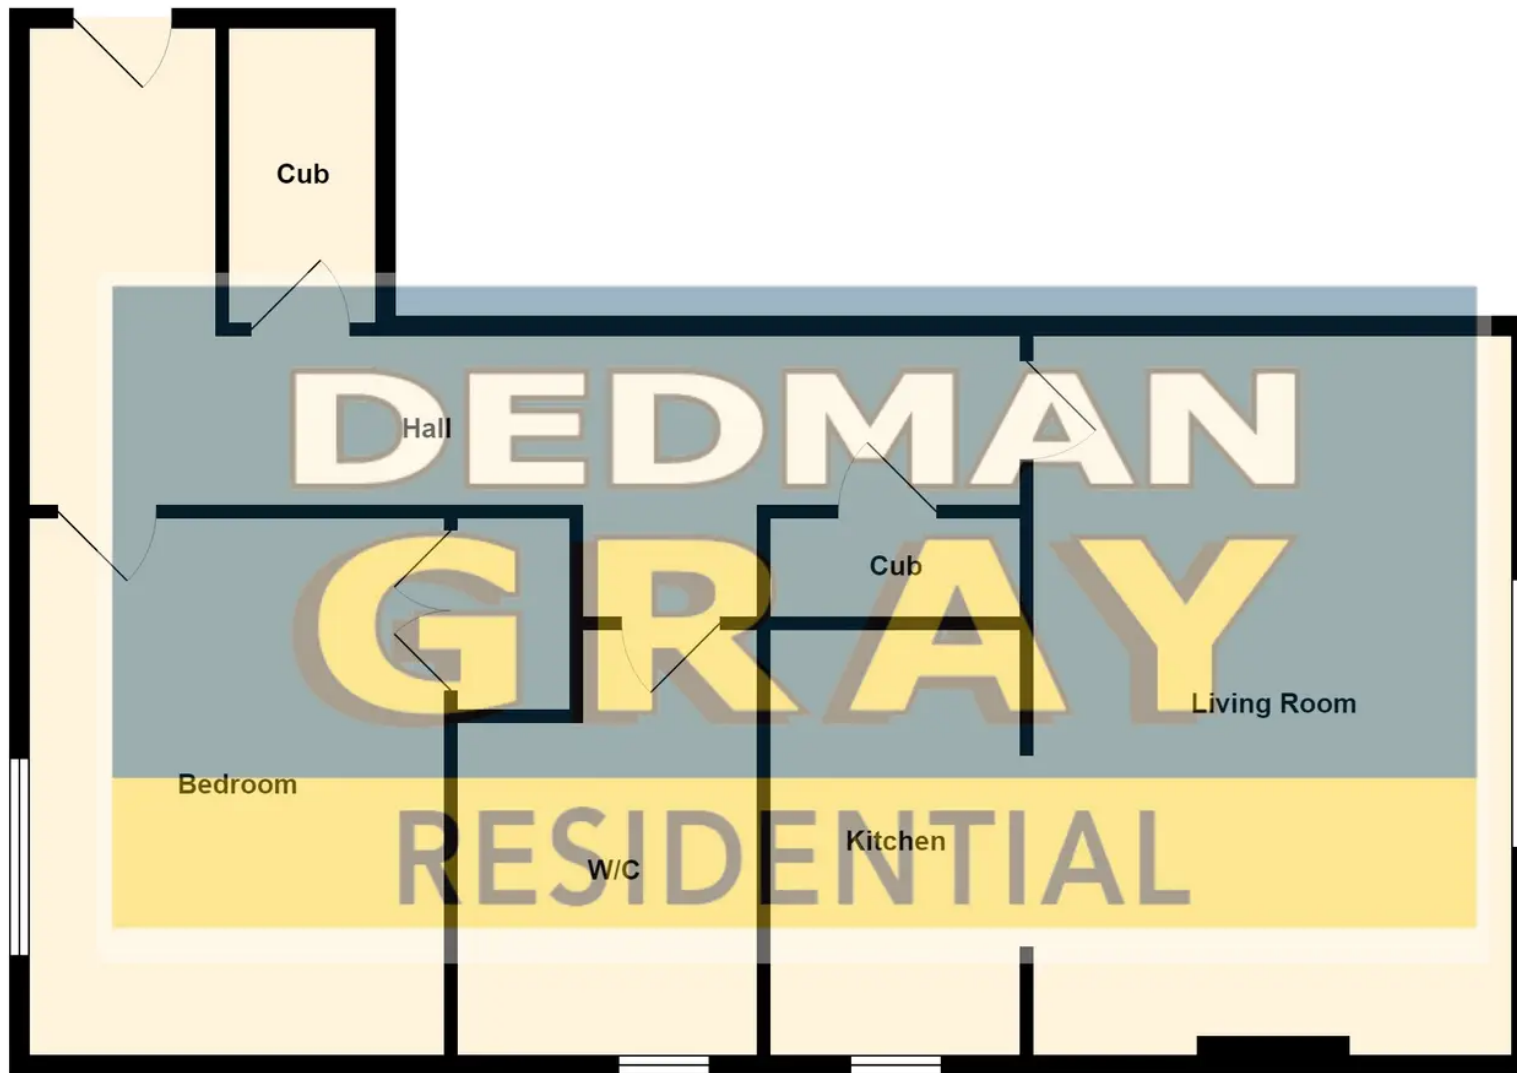 Cub
Hall
DEDMAN
GRAY
Cub
Living Room
Bedroom
RESIDENTIAL
Kitchen
W/C